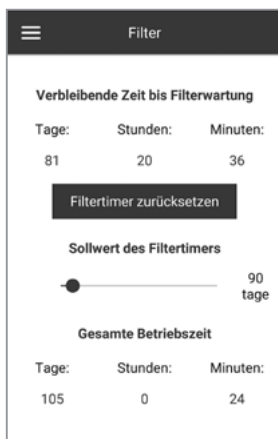 Filter
Verbleibende Zeit bis Filterwartung
Tage: Stunden: Minuten:
81 20 36
Filtertimer zurücksetzen
Sollwert des Filtertimers
90
tage
Gesamte Betriebszeit
Tage: Stunden: Minuten:
105 0 24